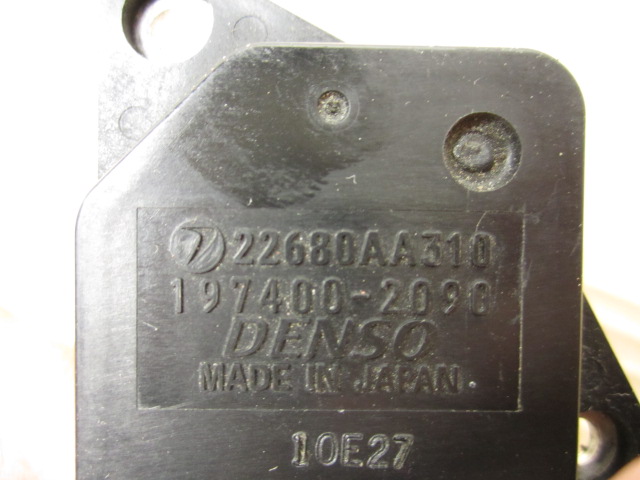 22680AA310
197400-2090
DENSO
MADE IN JAPAN
10E27